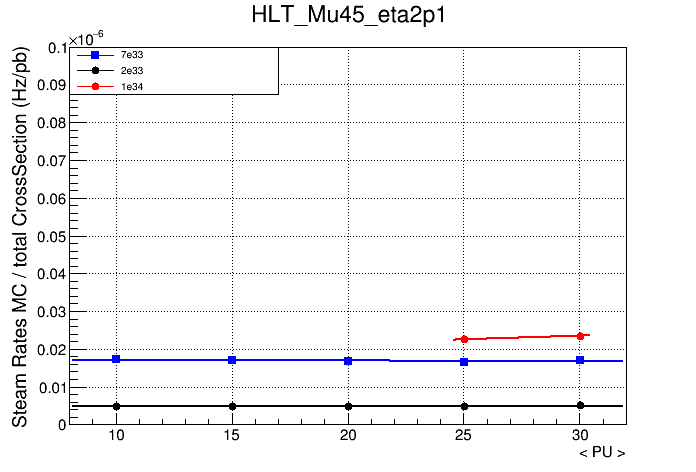 HLT_Mu45_eta2p1
×10⁻⁶
Steam Rates MC / total CrossSection (Hz/pb)
0.1
0.09
0.08
0.07
0.06
0.05
0.04
0.03
0.02
0.01
0
7e33
2e33
1e34
10 15 20 25 30
< PU >